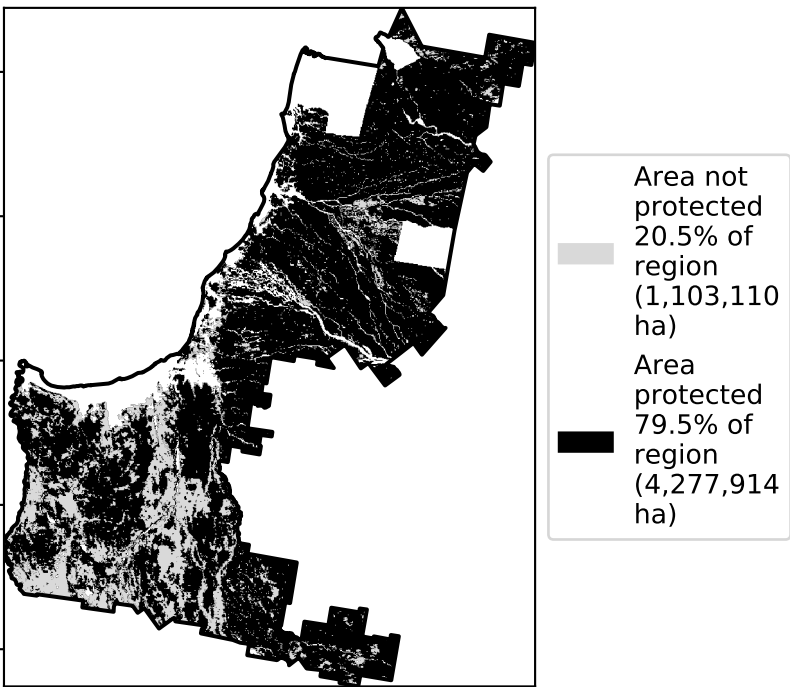 Area not
protected
20.5% of
region
(1,103,110
ha)
Area
protected
79.5% of
region
(4,277,914
ha)